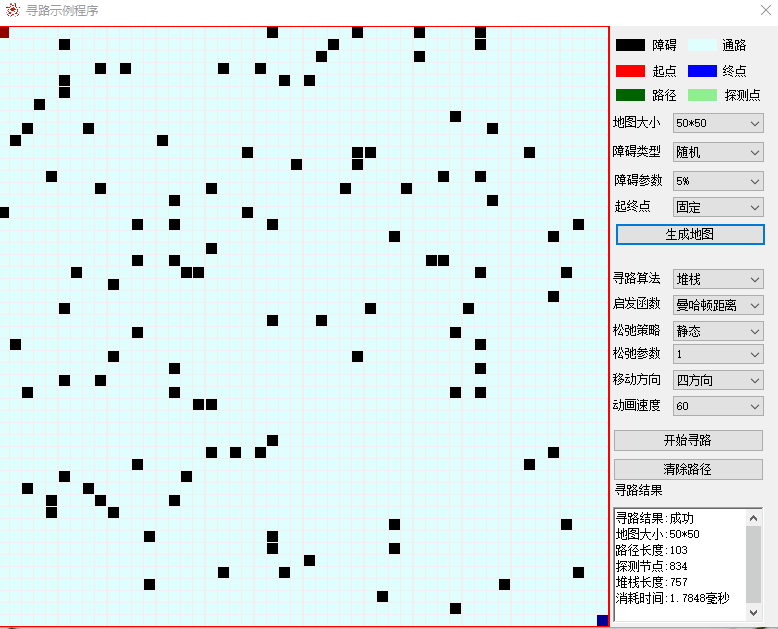 寻路示例程序
障碍 通路
起点 终点
路径 探测点
地图大小 50*50
障碍类型 随机
障碍参数 5%
起终点 固定
生成地图
寻路算法 堆栈
启发函数 曼哈顿距离
松弛策略 静态
松弛参数 1
移动方向 四方向
动画速度 60
开始寻路
清除路径
寻路结果
寻路结果:成功
地图大小:50*50
路径长度:103
探测节点:834
堆栈长度:757
消耗时间:1.7848毫秒